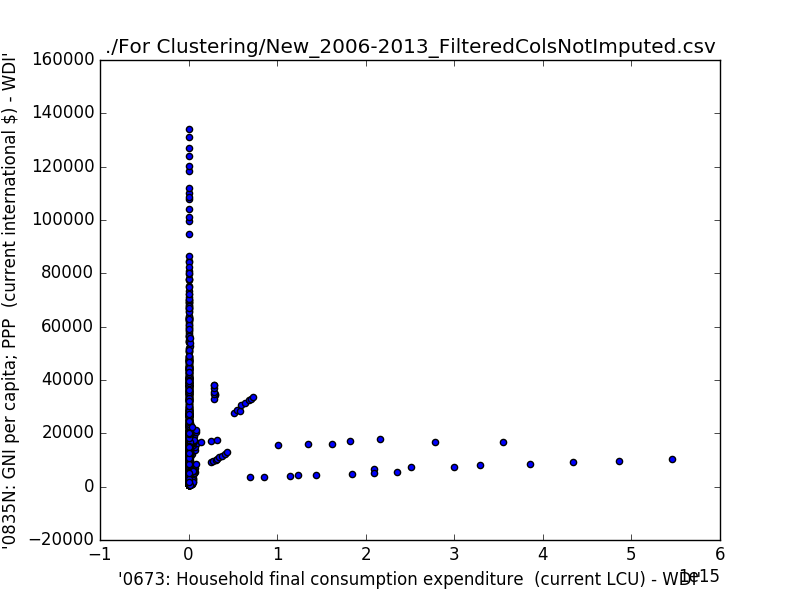 ./For Clustering/New_2006-2013_FilteredColsNotImputed.csv
'0835N: GNI per capita; PPP (current international $) - WDI'
160000
140000
120000
100000
80000
60000
40000
20000
0
−20000
−1 0 1 2 3 4 5 6
1e15
'0673: Household final consumption expenditure (current LCU) - WDI'